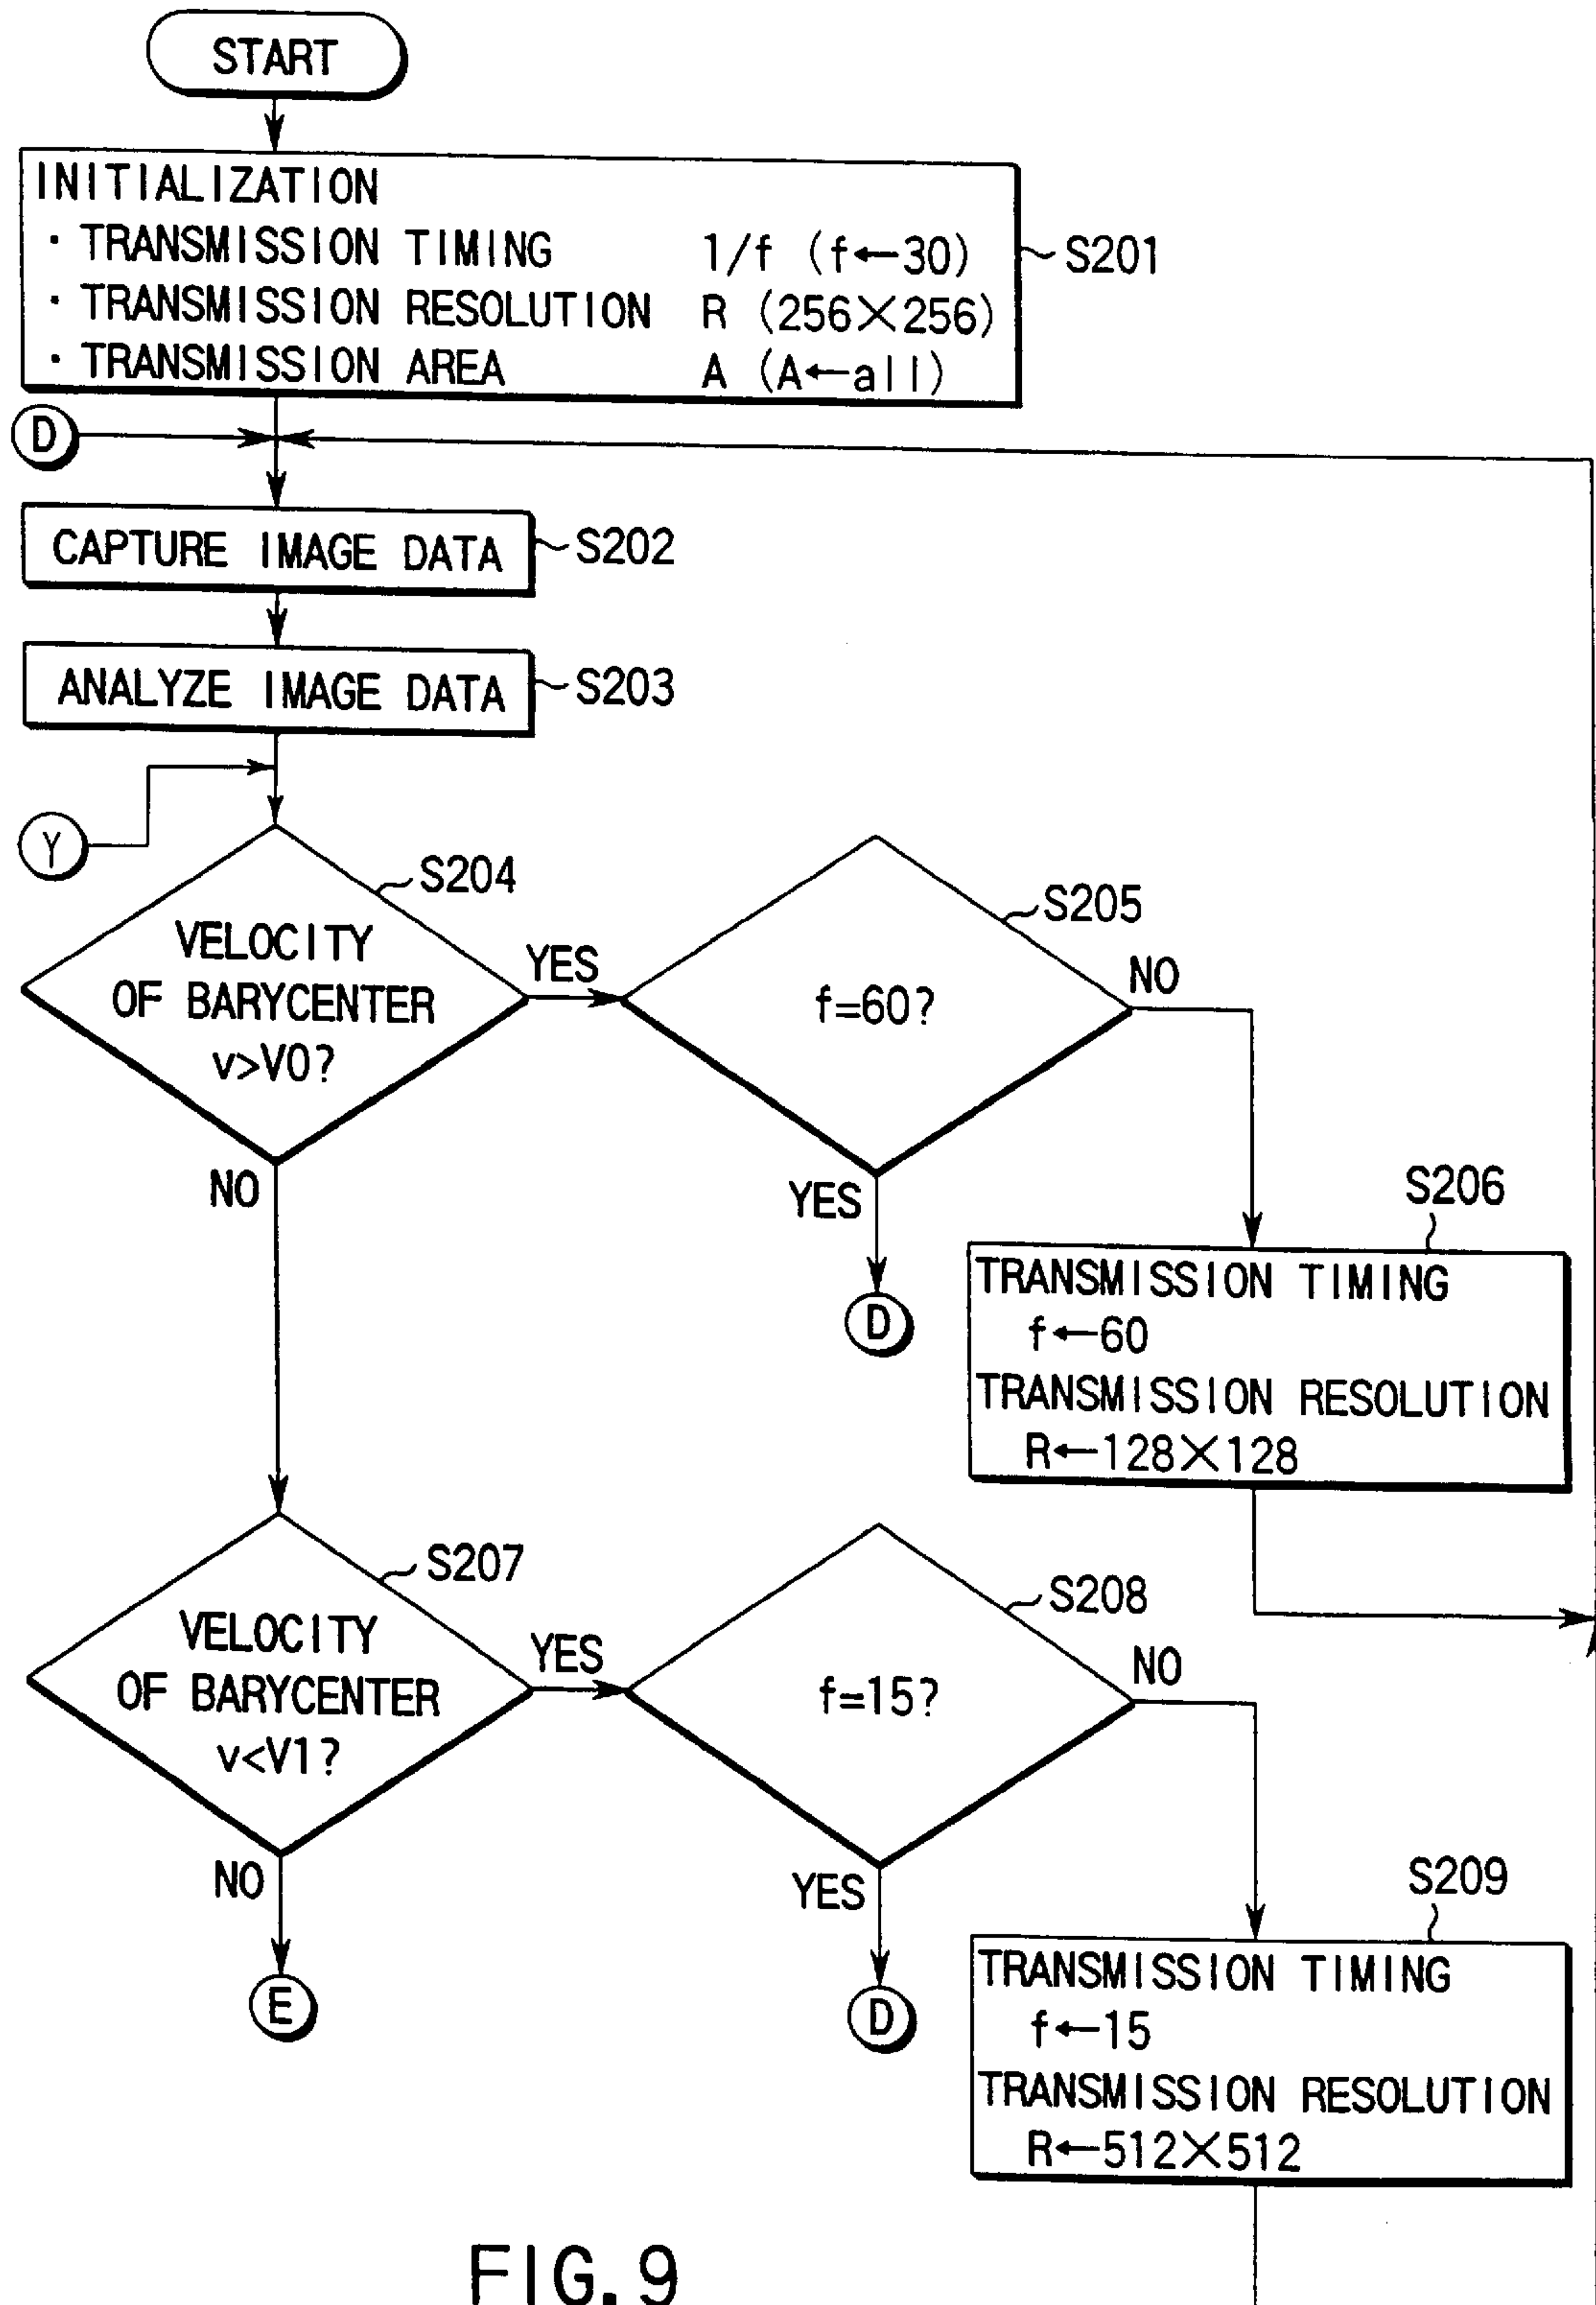 START
INITIALIZATION
· TRANSMISSION TIMING 1/f (f←30)
· TRANSMISSION RESOLUTION R (256×256)
· TRANSMISSION AREA A (A←all)
S201
D
CAPTURE IMAGE DATA
S202
ANALYZE IMAGE DATA
S203
Y
S204
VELOCITY
OF BARYCENTER
v>V0?
YES
NO
S205
f=60?
NO
YES
D
S206
TRANSMISSION TIMING
f←60
TRANSMISSION RESOLUTION
R←128×128
S207
VELOCITY
OF BARYCENTER
v<V1?
YES
NO
E
S208
f=15?
NO
YES
D
S209
TRANSMISSION TIMING
f←15
TRANSMISSION RESOLUTION
R←512×512
FIG. 9